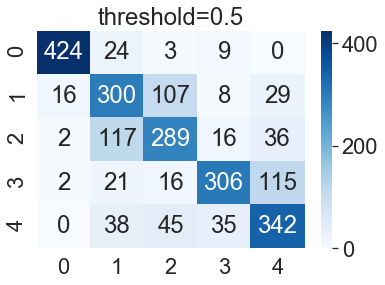 threshold=0.5
0 424 24 3 9 0
1 16 300 107 8 29
2 2 117 289 16 36
3 2 21 16 306 115
4 0 38 45 35 342
0 1 2 3 4
400
200
0